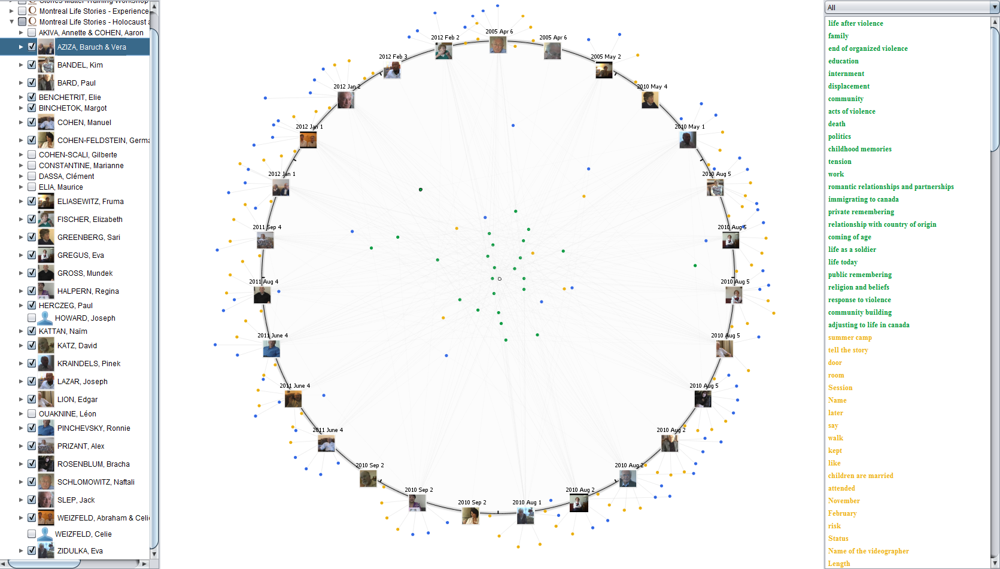 Stories Matter Training Workshop
Montreal Life Stories - Experience
Montreal Life Stories - Holocaust a
AKIVA, Annette & COHEN, Aaron
AZIZA, Baruch & Vera
BANDEL, Kim
BARD, Paul
BENCHETRIT, Elie
BINCHETOK, Margot
COHEN, Manuel
COHEN-FELDSTEIN, Germa
COHEN-SCALI, Gilberte
CONSTANTINE, Marianne
DASSA, Clément
ELIA, Maurice
ELIASEWITZ, Fruma
FISCHER, Elizabeth
GREENBERG, Sari
GREGUS, Eva
GROSS, Mundek
HALPERN, Regina
HERCZEG, Paul
HOWARD, Joseph
KATTAN, Naïm
KATZ, David
KRAINDELS, Pinek
LAZAR, Joseph
LION, Edgar
OUAKNINE, Léon
PINCHEVSKY, Ronnie
PRIZANT, Alex
ROSENBLUM, Bracha
SCHLOMOWITZ, Naftali
SLEP, Jack
WEIZFELD, Abraham & Celie
WEIZFELD, Celie
ZIDULKA, Eva
2005 Apr 6
2005 Apr 6
2005 May 2
2010 May 4
2010 May 1
2010 Aug 5
2010 Aug 5
2010 Aug 5
2010 Aug 5
2010 Aug 5
2010 Aug 2
2010 Aug 2
2010 Aug 2
2010 Aug 1
2010 Sep 2
2010 Sep 2
2010 Sep 2
2011 June 4
2011 June 4
2011 June 4
2011 Aug 4
2011 Sep 4
2012 Jan 1
2012 Jan 1
2012 Jan 2
2012 Feb 3
2012 Feb 2
All
life after violence
family
end of organized violence
education
internment
displacement
community
acts of violence
death
politics
childhood memories
tension
work
romantic relationships and partnerships
immigrating to canada
private remembering
relationship with country of origin
coming of age
life as a soldier
life today
public remembering
religion and beliefs
response to violence
community building
adjusting to life in canada
summer camp
tell the story
door
room
Session
Name
later
say
walk
kept
like
children are married
attended
November
February
risk
Status
Name of the videographer
Length